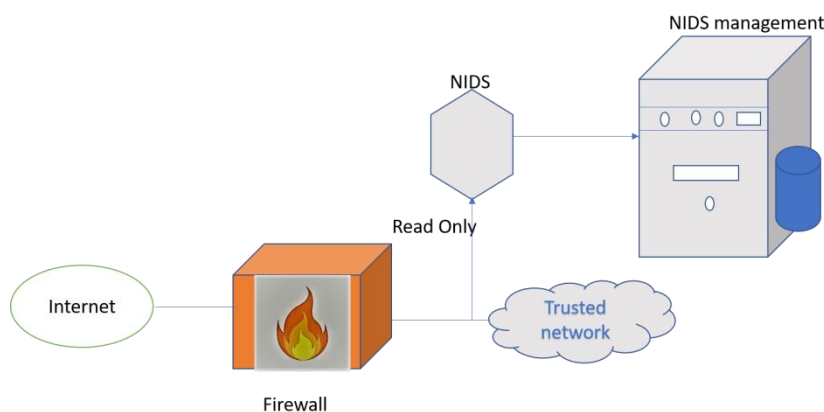 NIDS management
NIDS
Read Only
Internet
Trusted
network
Firewall